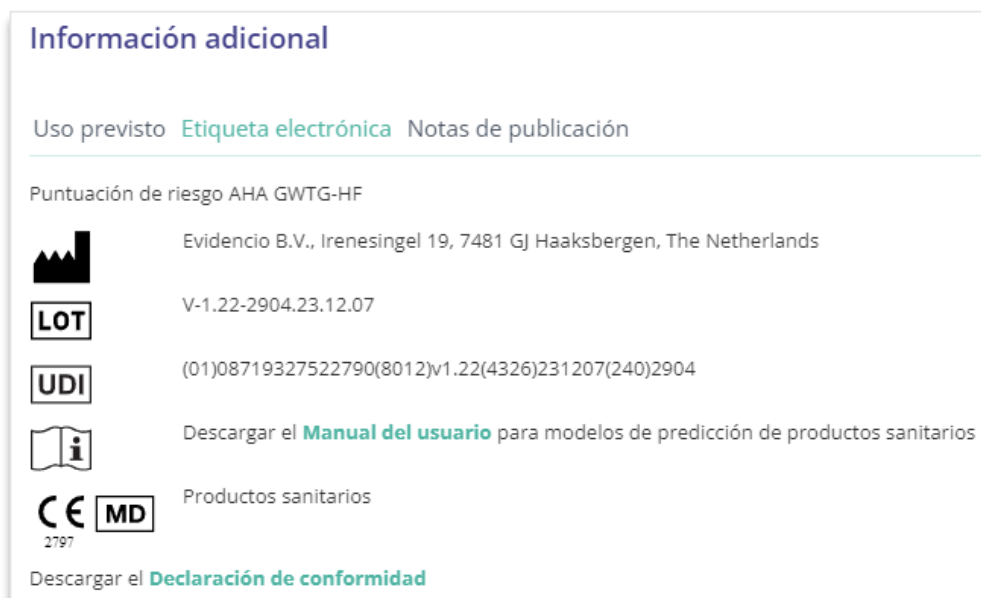 Información adicional
Uso previsto Etiqueta electrónica Notas de publicación
Puntuación de riesgo AHA GWTG-HF
Evidencio B.V., Irenesingel 19, 7481 GJ Haaksbergen, The Netherlands
LOT V-1.22-2904.23.12.07
UDI (01)08719327522790(8012)v1.22(4326)231207(240)2904
i Descargar el Manual del usuario para modelos de predicción de productos sanitarios
CE MD Productos sanitarios
2797
Descargar el Declaración de conformidad